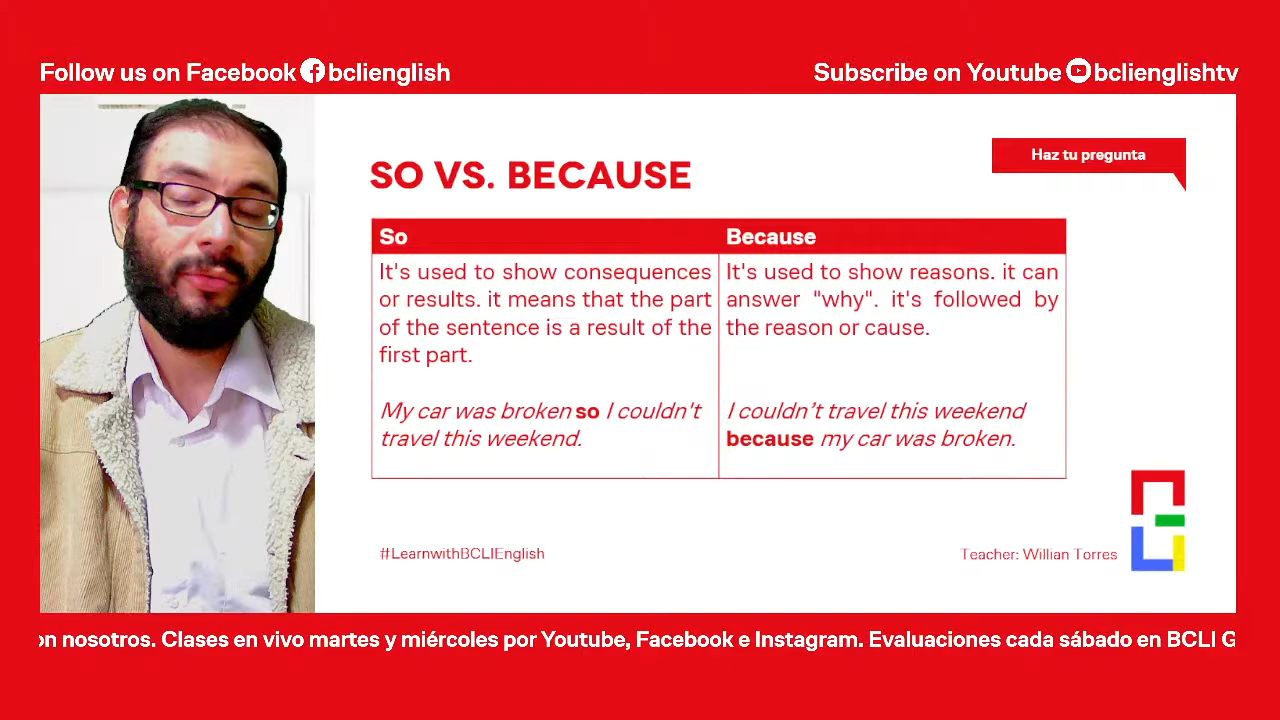 Follow us on Facebook bclienglish
Subscribe on Youtube bclienglishtv
Haz tu pregunta
SO VS. BECAUSE
So
It's used to show consequences
or results. it means that the part
of the sentence is a result of the
first part.
My car was broken so I couldn't
travel this weekend.
Because
It's used to show reasons. it can
answer "why". it's followed by
the reason or cause.
I couldn’t travel this weekend
because my car was broken.
#LearnwithBCLIEnglish
Teacher: Willian Torres
nosotros. Clases en vivo martes y miércoles por Youtube, Facebook e Instagram. Evaluaciones cada sábado en BCLI